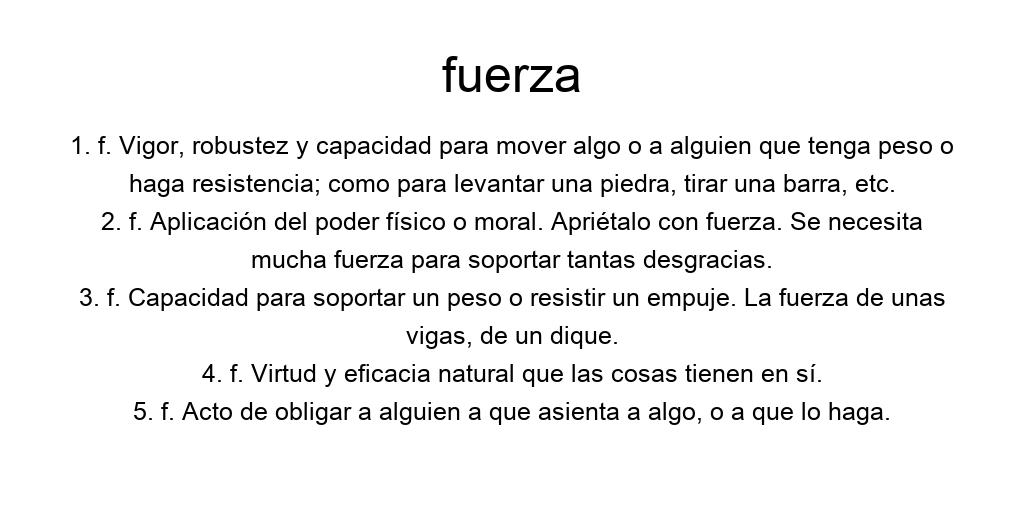 fuerza
1. f. Vigor, robustez y capacidad para mover algo o a alguien que tenga peso o
haga resistencia; como para levantar una piedra, tirar una barra, etc.
2. f. Aplicación del poder físico o moral. Apriétalo con fuerza. Se necesita
mucha fuerza para soportar tantas desgracias.
3. f. Capacidad para soportar un peso o resistir un empuje. La fuerza de unas
vigas, de un dique.
4. f. Virtud y eficacia natural que las cosas tienen en sí.
5. f. Acto de obligar a alguien a que asienta a algo, o a que lo haga.